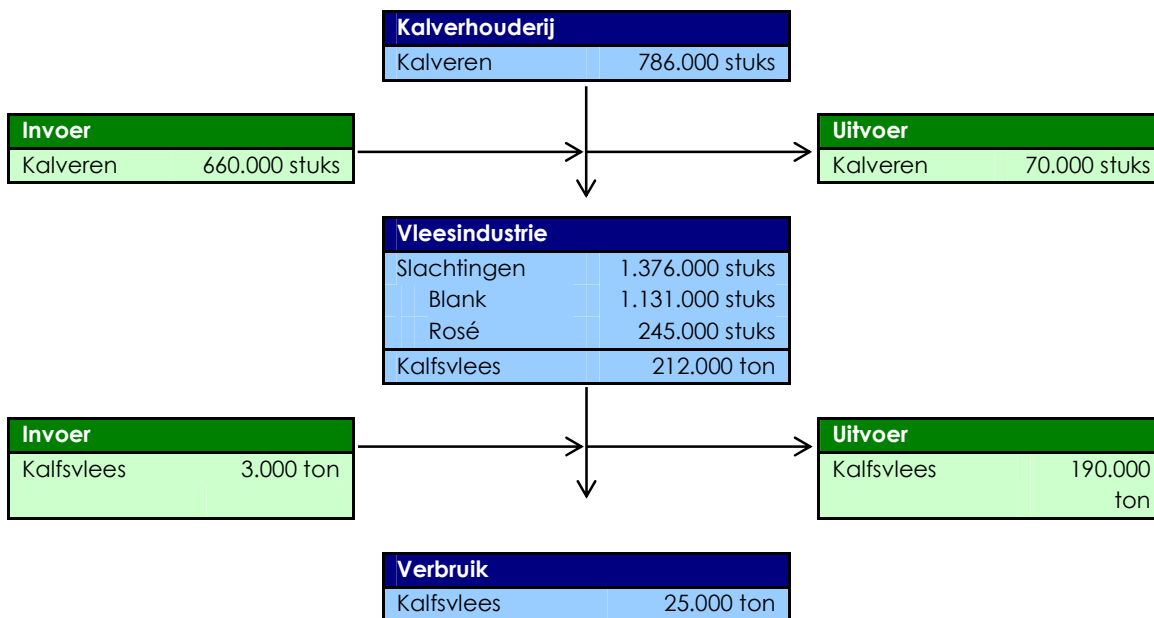 Kalverhouderij
Kalveren 786.000 stuks
Invoer
Kalveren 660.000 stuks
Uitvoer
Kalveren 70.000 stuks
Vleesindustrie
Slachtingen 1.376.000 stuks
Blank 1.131.000 stuks
Rosé 245.000 stuks
Kalfsvlees 212.000 ton
Invoer
Kalfsvlees 3.000 ton
Uitvoer
Kalfsvlees 190.000
ton
Verbruik
Kalfsvlees 25.000 ton